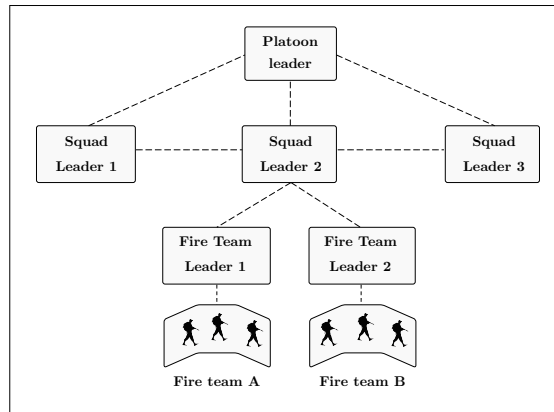 Platoon
leader
Squad
Leader 1
Squad
Leader 2
Squad
Leader 3
Fire Team
Leader 1
Fire Team
Leader 2
Fire team A
Fire team B